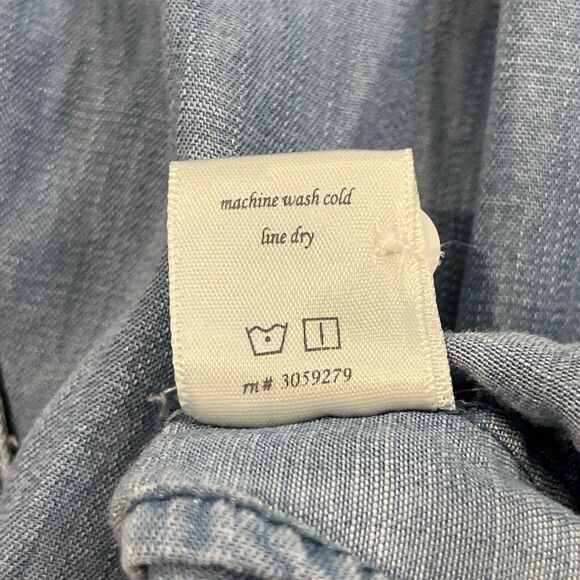 machine wash cold
line dry
rn# 3059279